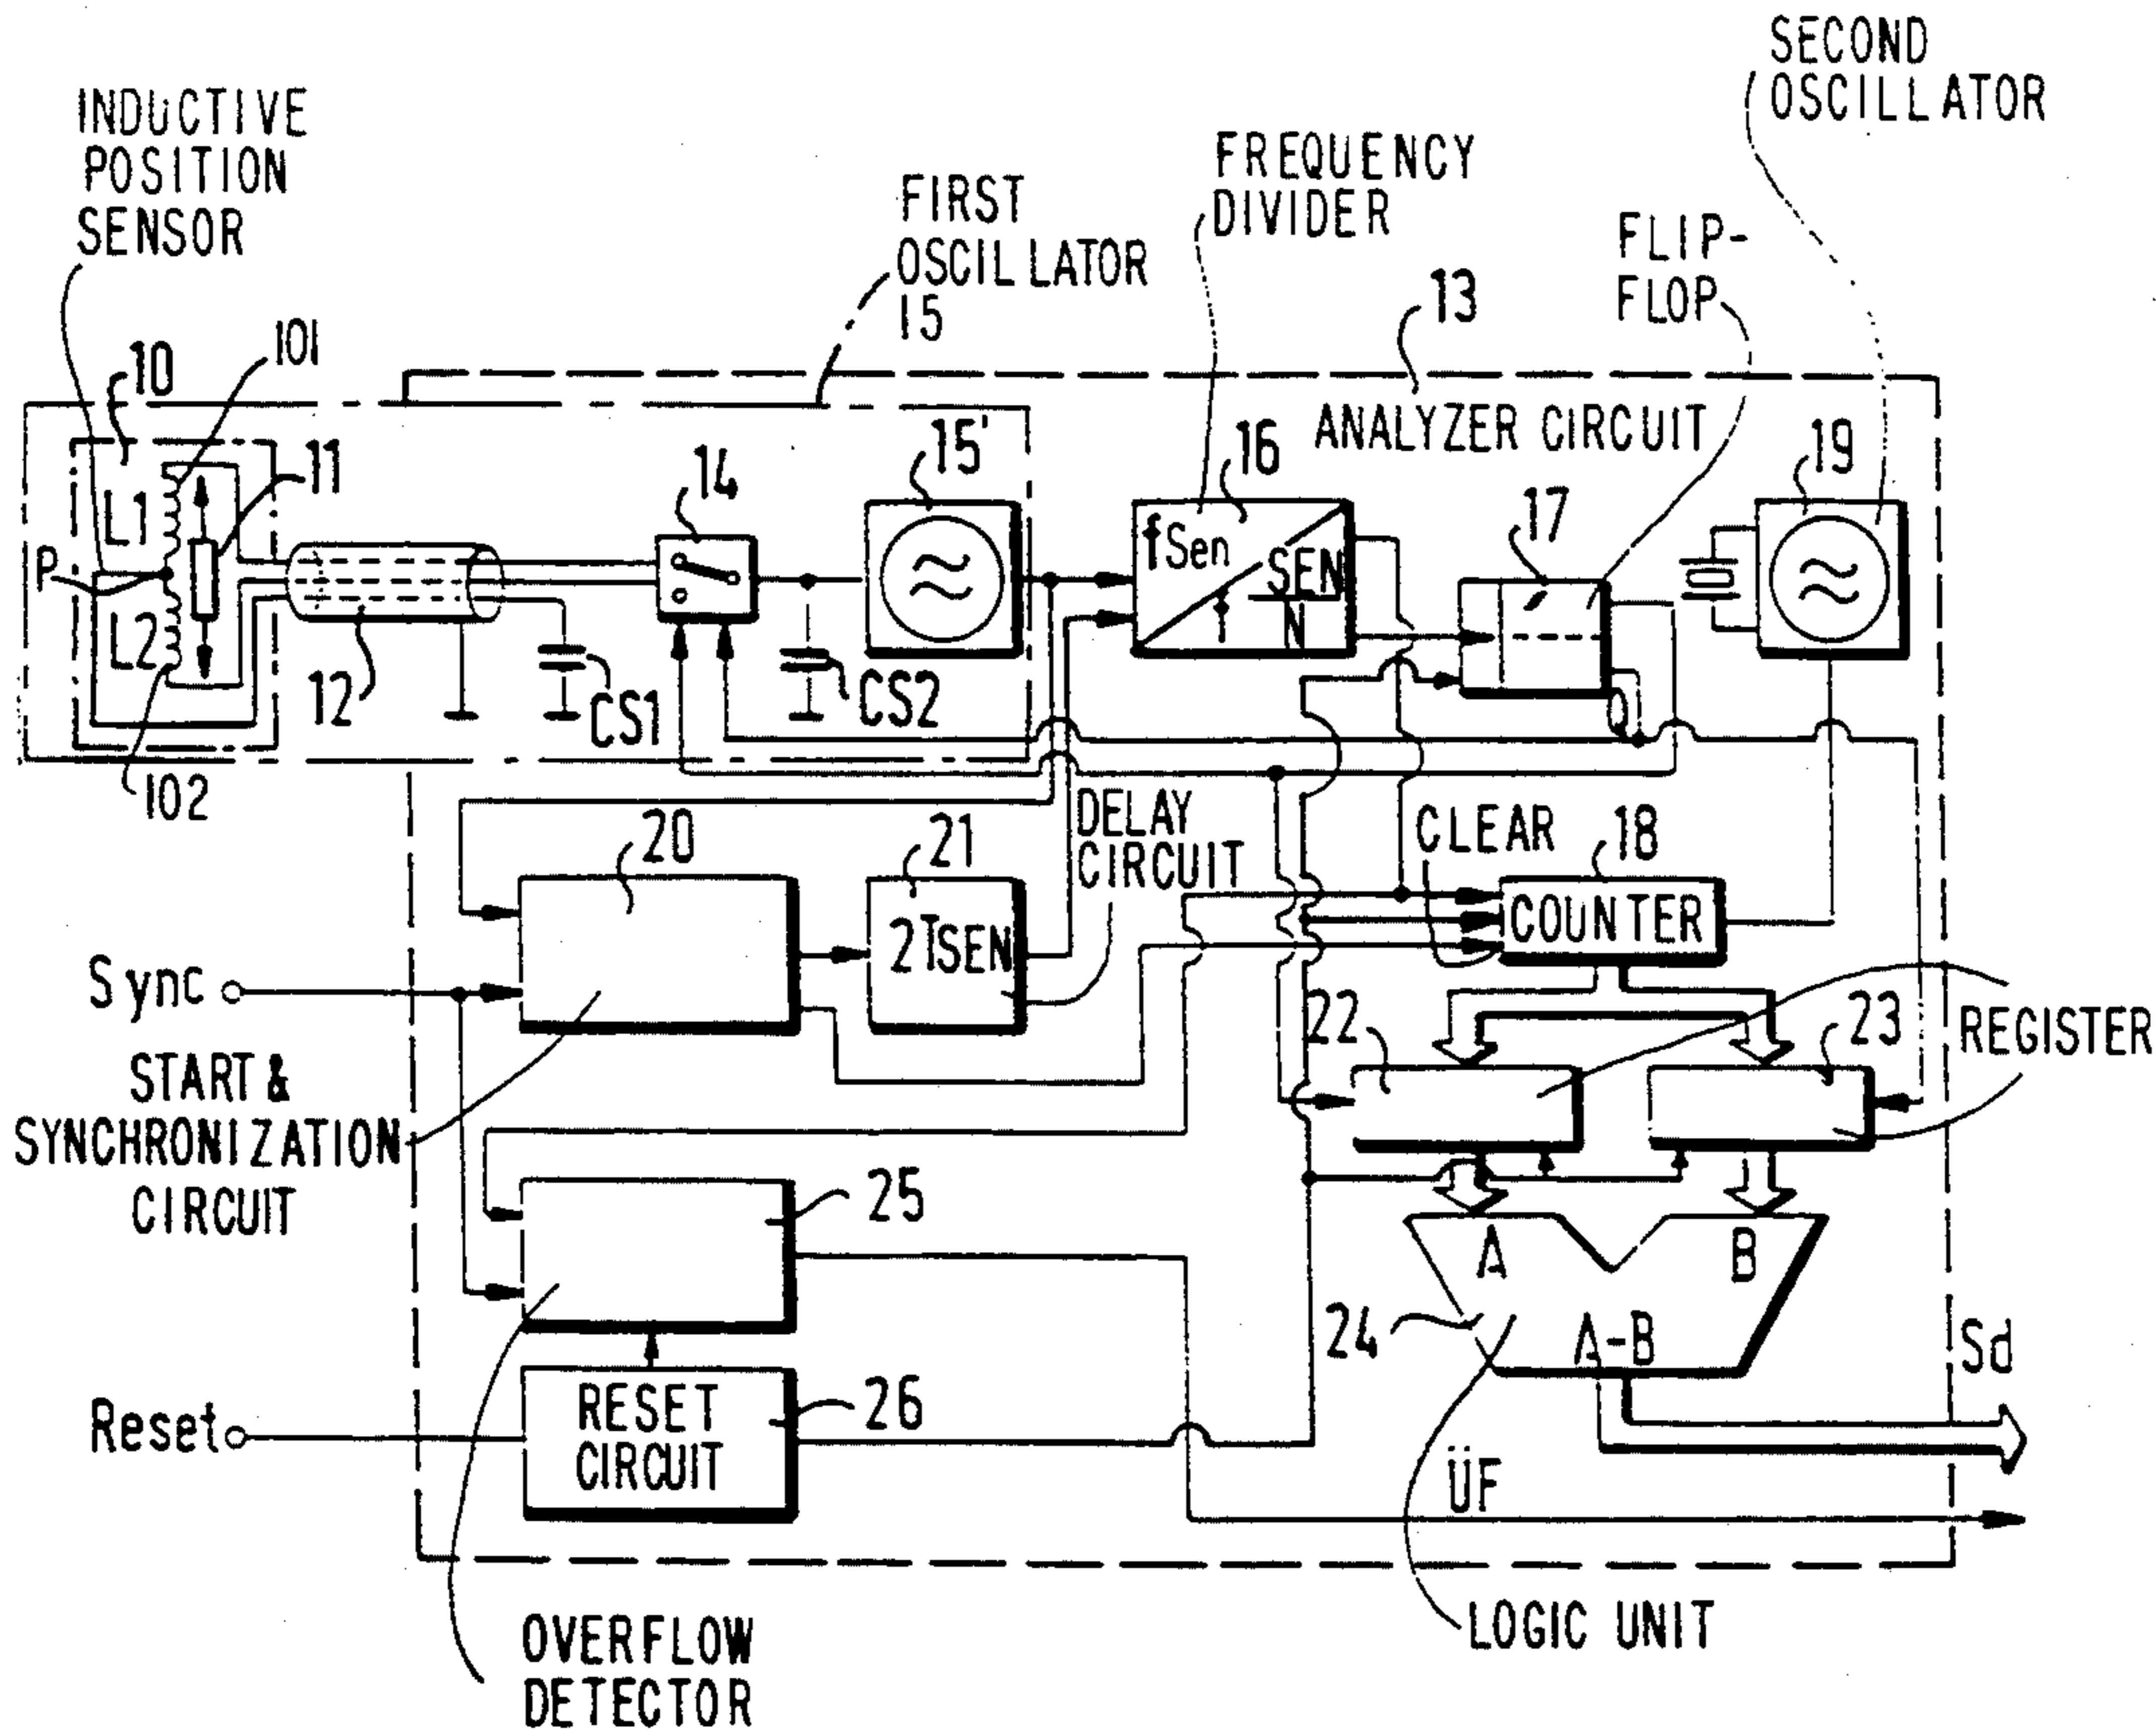 SECOND
OSCILLATOR
INDUCTIVE
POSITION
SENSOR
FREQUENCY
DIVIDER
FIRST
OSCILLATOR
15
FLIP-
FLOP
13
ANALYZER CIRCUIT
101
10
11
L1
P
L2
12
102
14
CS1
CS2
15'
16
fSen
f SEN
N
17
Q
19
20
21
2TSEN
DELAY
CIRCUIT
CLEAR
18
COUNTER
Sync
START &
SYNCHRONIZATION
CIRCUIT
22
23
REGISTER
25
A
B
24
A-B
Sd
Reset
RESET
CIRCUIT
26
ÜF
LOGIC UNIT
OVERFLOW
DETECTOR